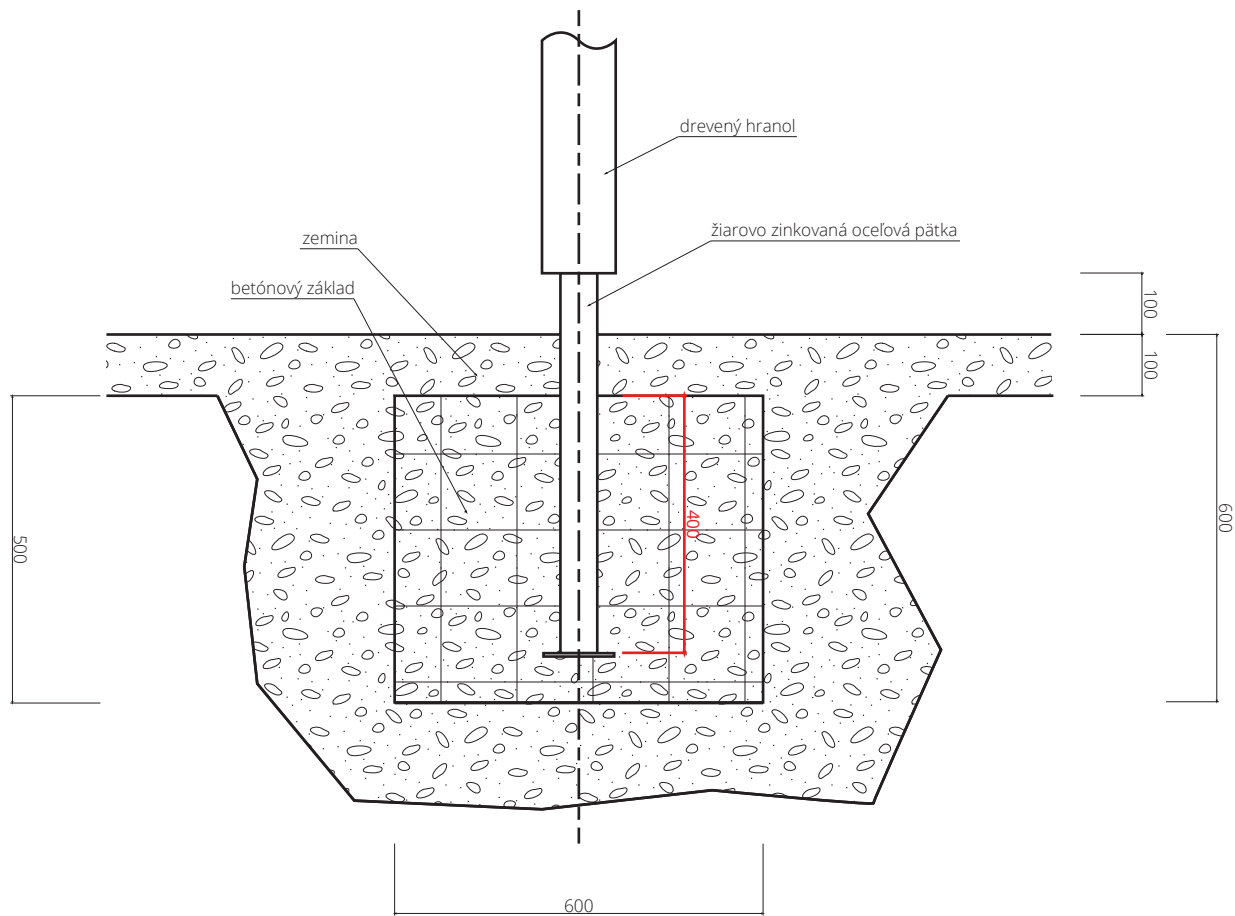 drevený hranol
žiarovo zinkovaná oceľová pätka
zemina
betónový základ
100
100
400
600
500
600